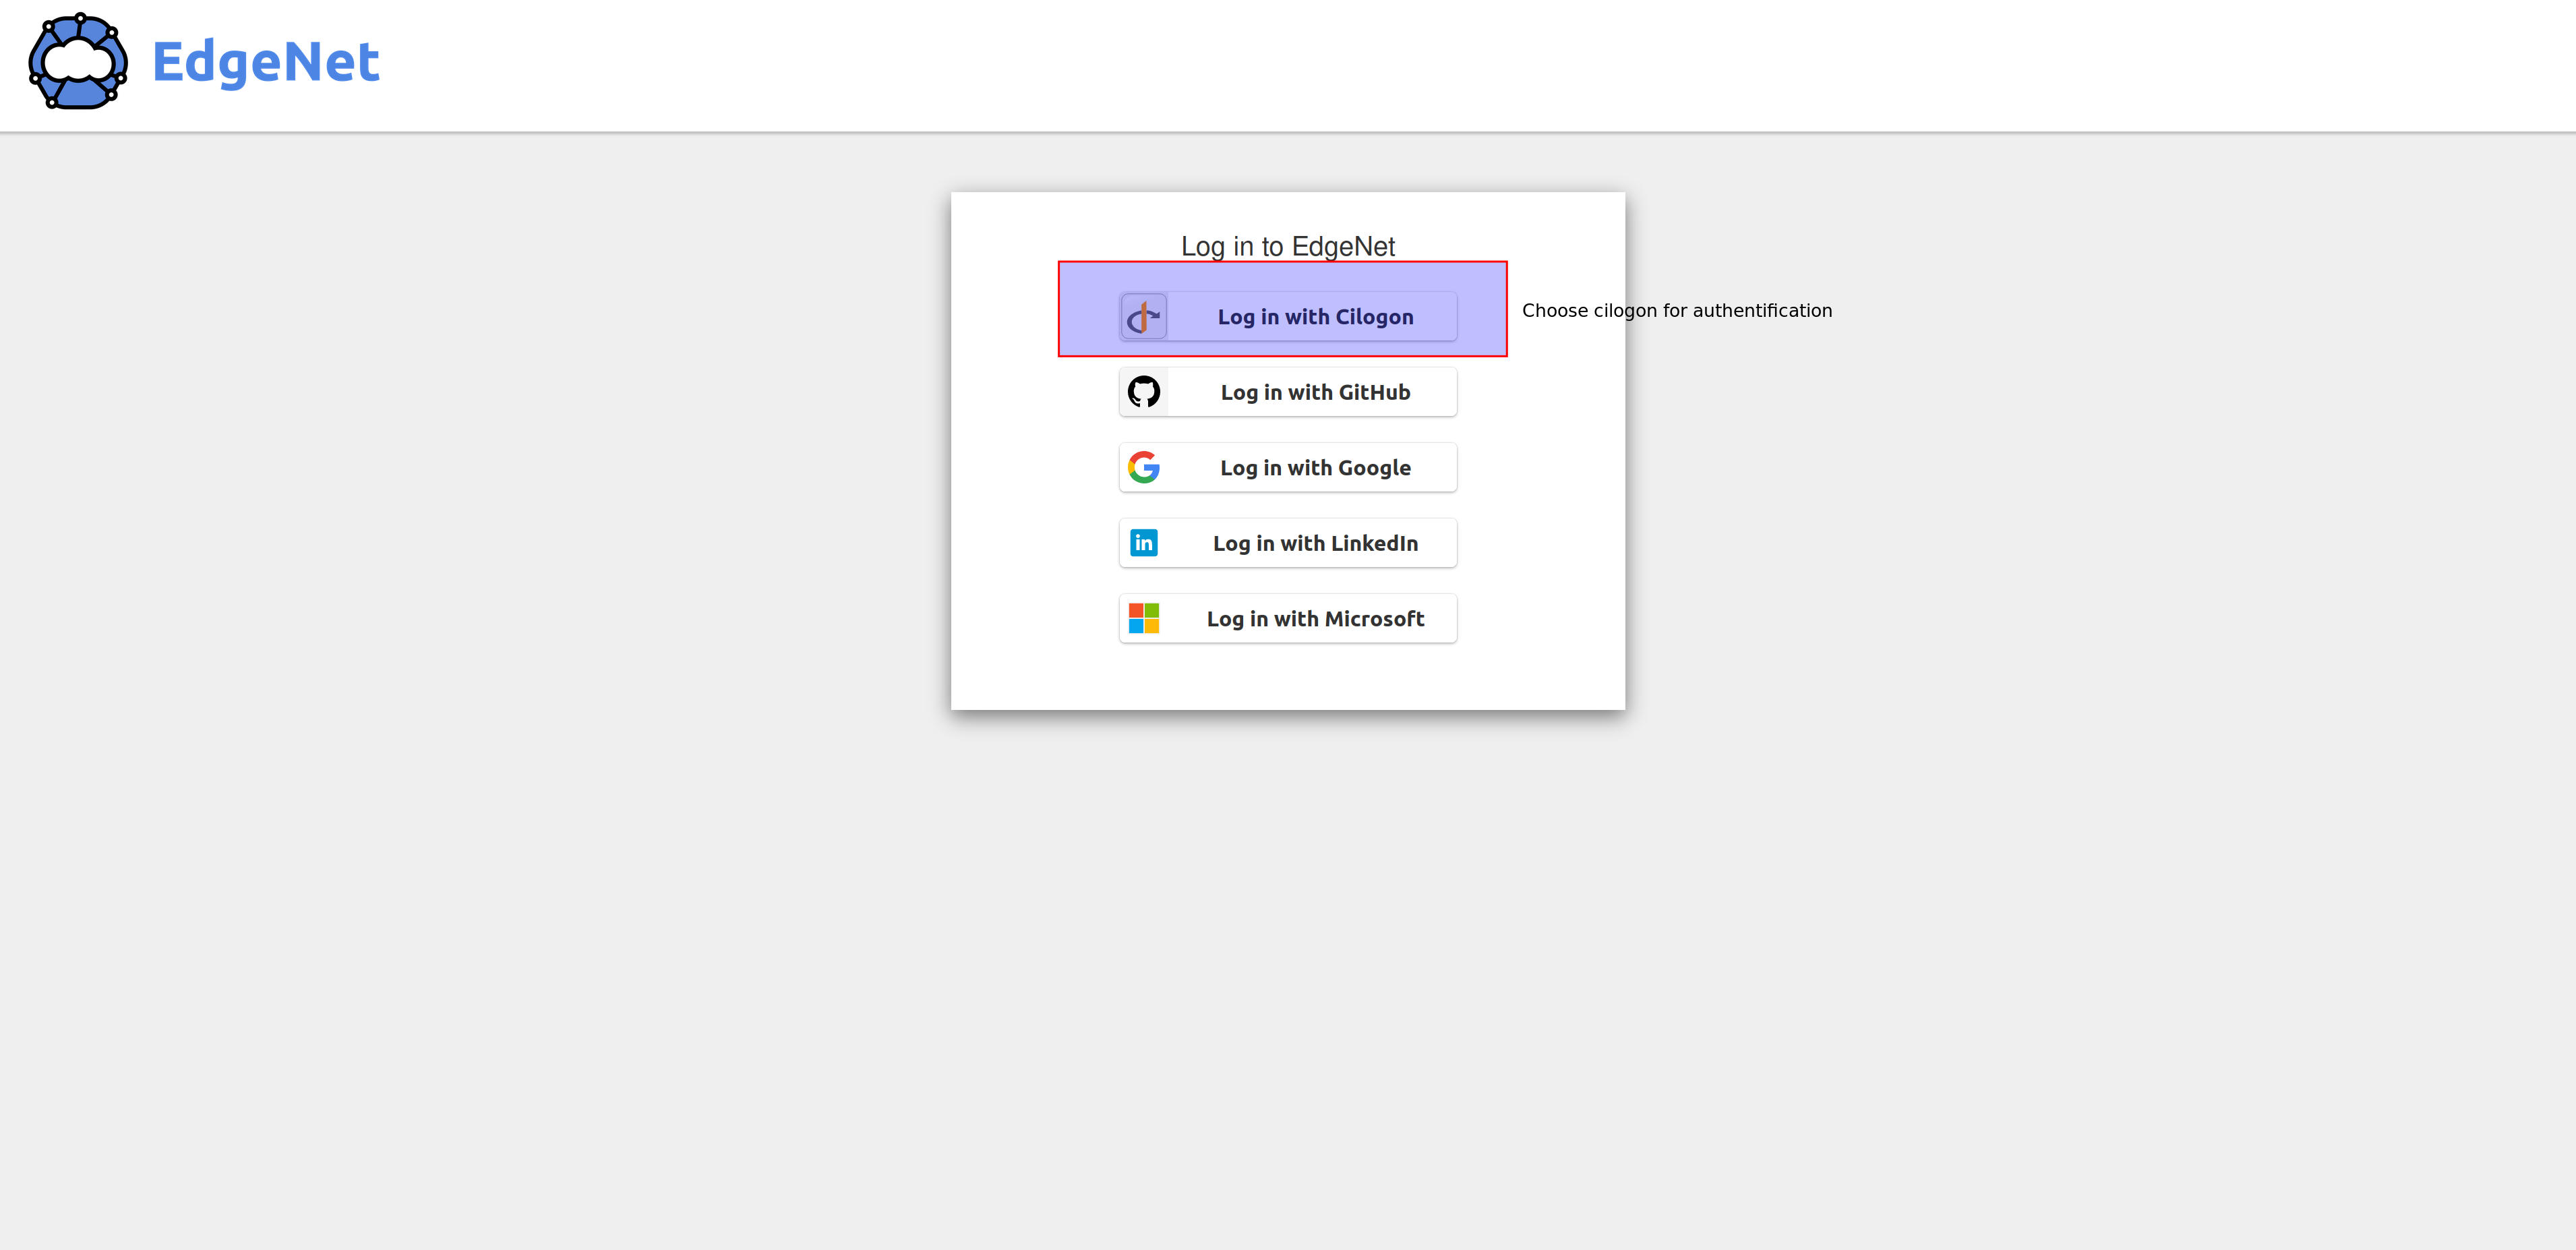 EdgeNet
Log in to EdgeNet
Log in with Cilogon
Choose cilogon for authentification
Log in with GitHub
Log in with Google
in
Log in with LinkedIn
Log in with Microsoft